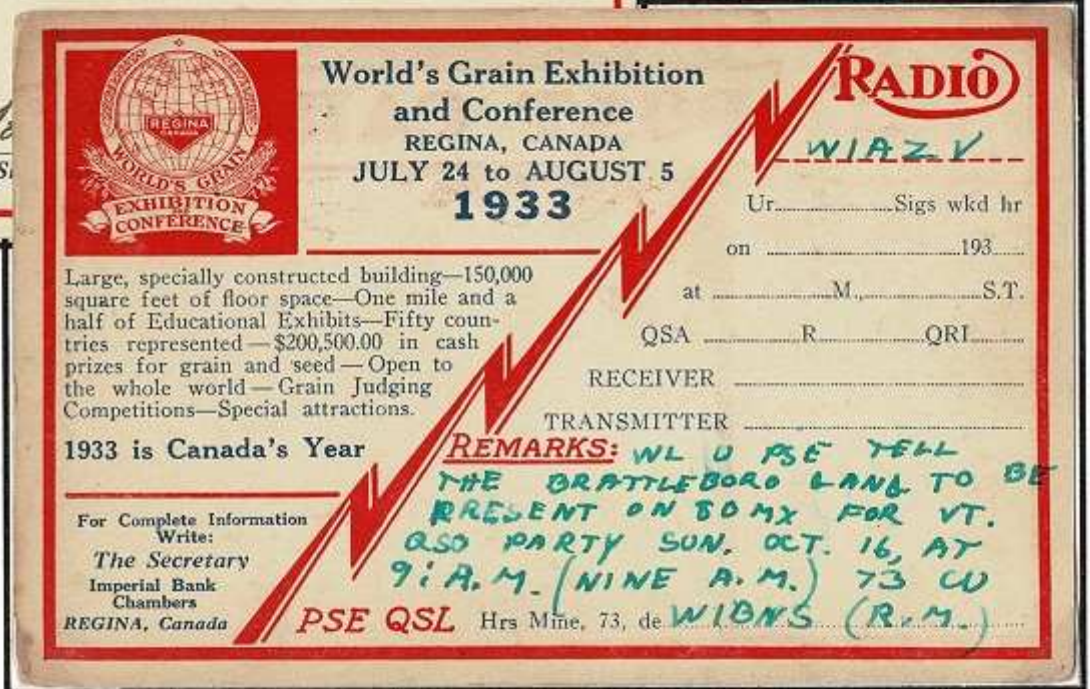 REGINA
CANADA
WORLD'S GRAIN
EXHIBITION
AND
CONFERENCE
World's Grain Exhibition
and Conference
REGINA, CANADA
JULY 24 to AUGUST 5
1933
Large, specially constructed building—150,000
square feet of floor space—One mile and a
half of Educational Exhibits—Fifty coun-
tries represented—$200,500.00 in cash
prizes for grain and seed—Open to
the whole world—Grain Judging
Competitions—Special attractions.
1933 is Canada's Year
For Complete Information
Write:
The Secretary
Imperial Bank
Chambers
REGINA, Canada
RADIO
W1AZV
Ur..........Sigs wkd hr
on ..........193.....
at ..........M.,..........S.T.
QSA ..........R..........QRI..........
RECEIVER ..........
TRANSMITTER ..........
REMARKS: WL U PSE TELL
THE BRATTLEBORO GANG TO BE
PRESENT ON 80 MX FOR VT.
QSO PARTY SUN. OCT. 16, AT
9: A.M. (NINE A.M.) 73 CU
PSE QSL Hrs Mine, 73, de W1BNS (R.M.)